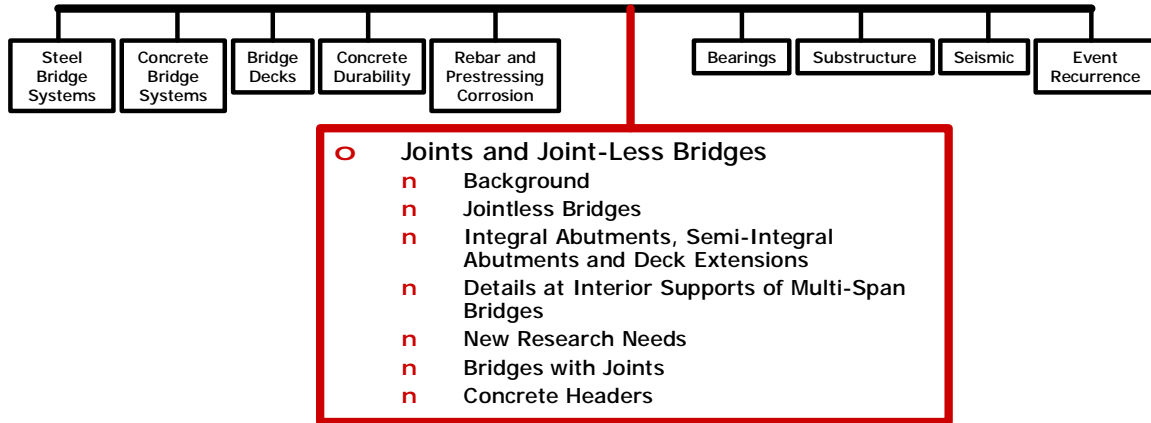 Steel
Bridge
Systems
Concrete
Bridge
Systems
Bridge
Decks
Concrete
Durability
Rebar and
Prestressing
Corrosion
Bearings
Substructure
Seismic
Event
Recurrence
o Joints and Joint-Less Bridges
n Background
n Jointless Bridges
n Integral Abutments, Semi-Integral
Abutments and Deck Extensions
n Details at Interior Supports of Multi-Span
Bridges
n New Research Needs
n Bridges with Joints
n Concrete Headers